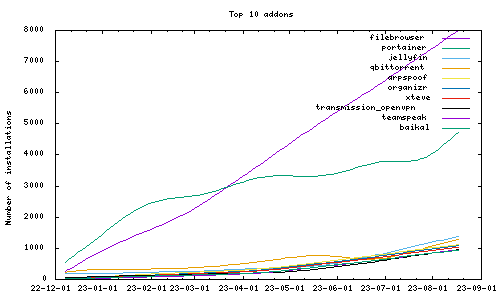 Top 10 addons
Number of installations
8000
7000
6000
5000
4000
3000
2000
1000
0
22-12-01 23-01-01 23-02-01 23-03-01 23-04-01 23-05-01 23-06-01 23-07-01 23-08-01 23-09-01
filebrowser
portainer
jellyfin
qbittorrent
arpspoof
organizr
xteve
transmission_openvpn
teamspeak
baikal